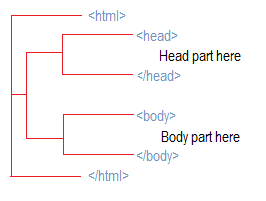 <html>
<head>
Head part here
</head>
<body>
Body part here
</body>
</html>